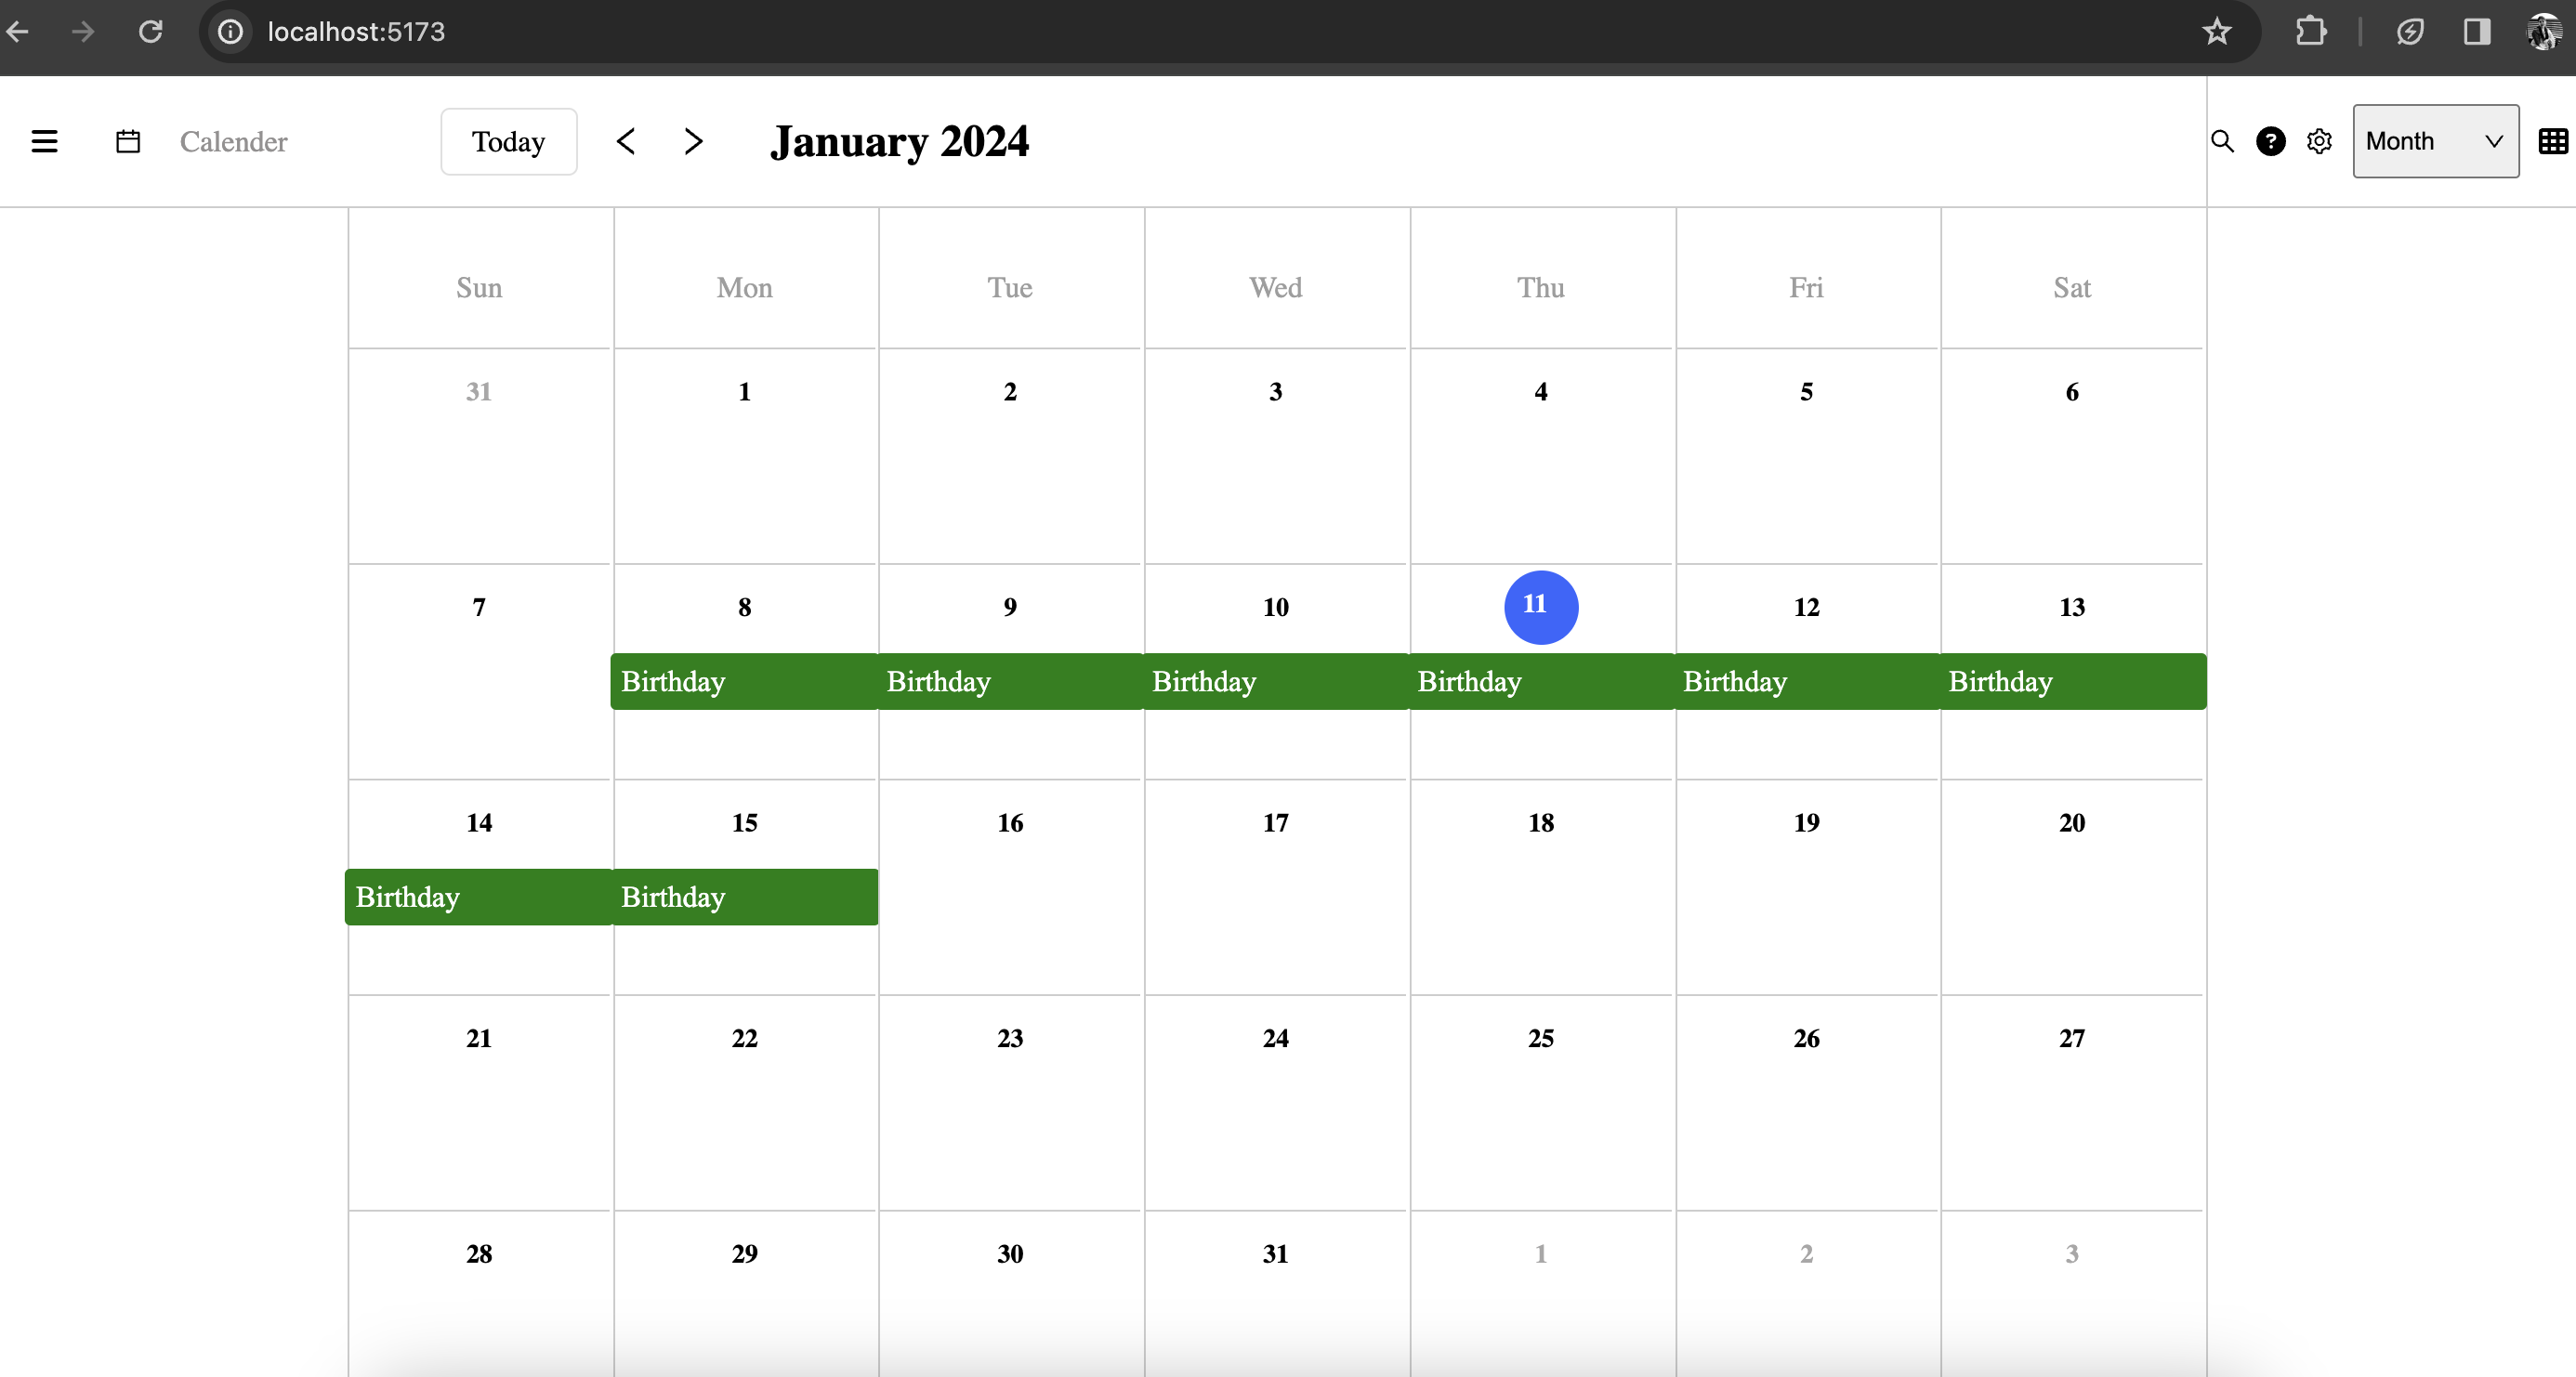 localhost:5173
Calender Today < > January 2024 ? Month
Sun Mon Tue Wed Thu Fri Sat
31 1 2 3 4 5 6
7 8 9 10 11 12 13
Birthday Birthday Birthday Birthday Birthday Birthday
14 15 16 17 18 19 20
Birthday Birthday
21 22 23 24 25 26 27
28 29 30 31 1 2 3